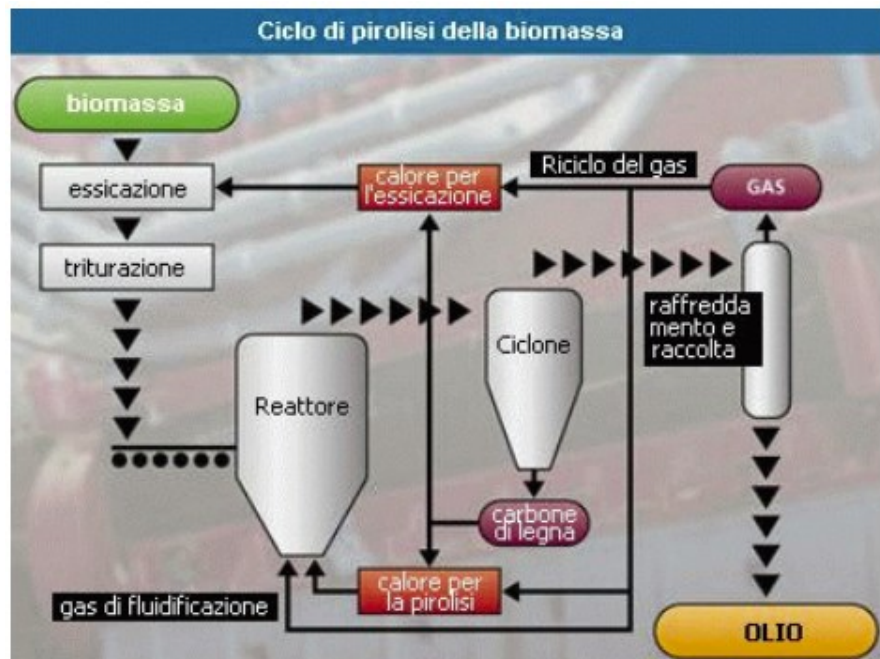 Ciclo di pirolisi della biomassa
biomassa
essicazione
calore per
l'essicazione
Riciclo del gas
GAS
triturazione
raffredda
mento e
raccolta
Ciclone
Reattore
carbone
di legna
calore per
la pirolisi
gas di fluidificazione
OLIO